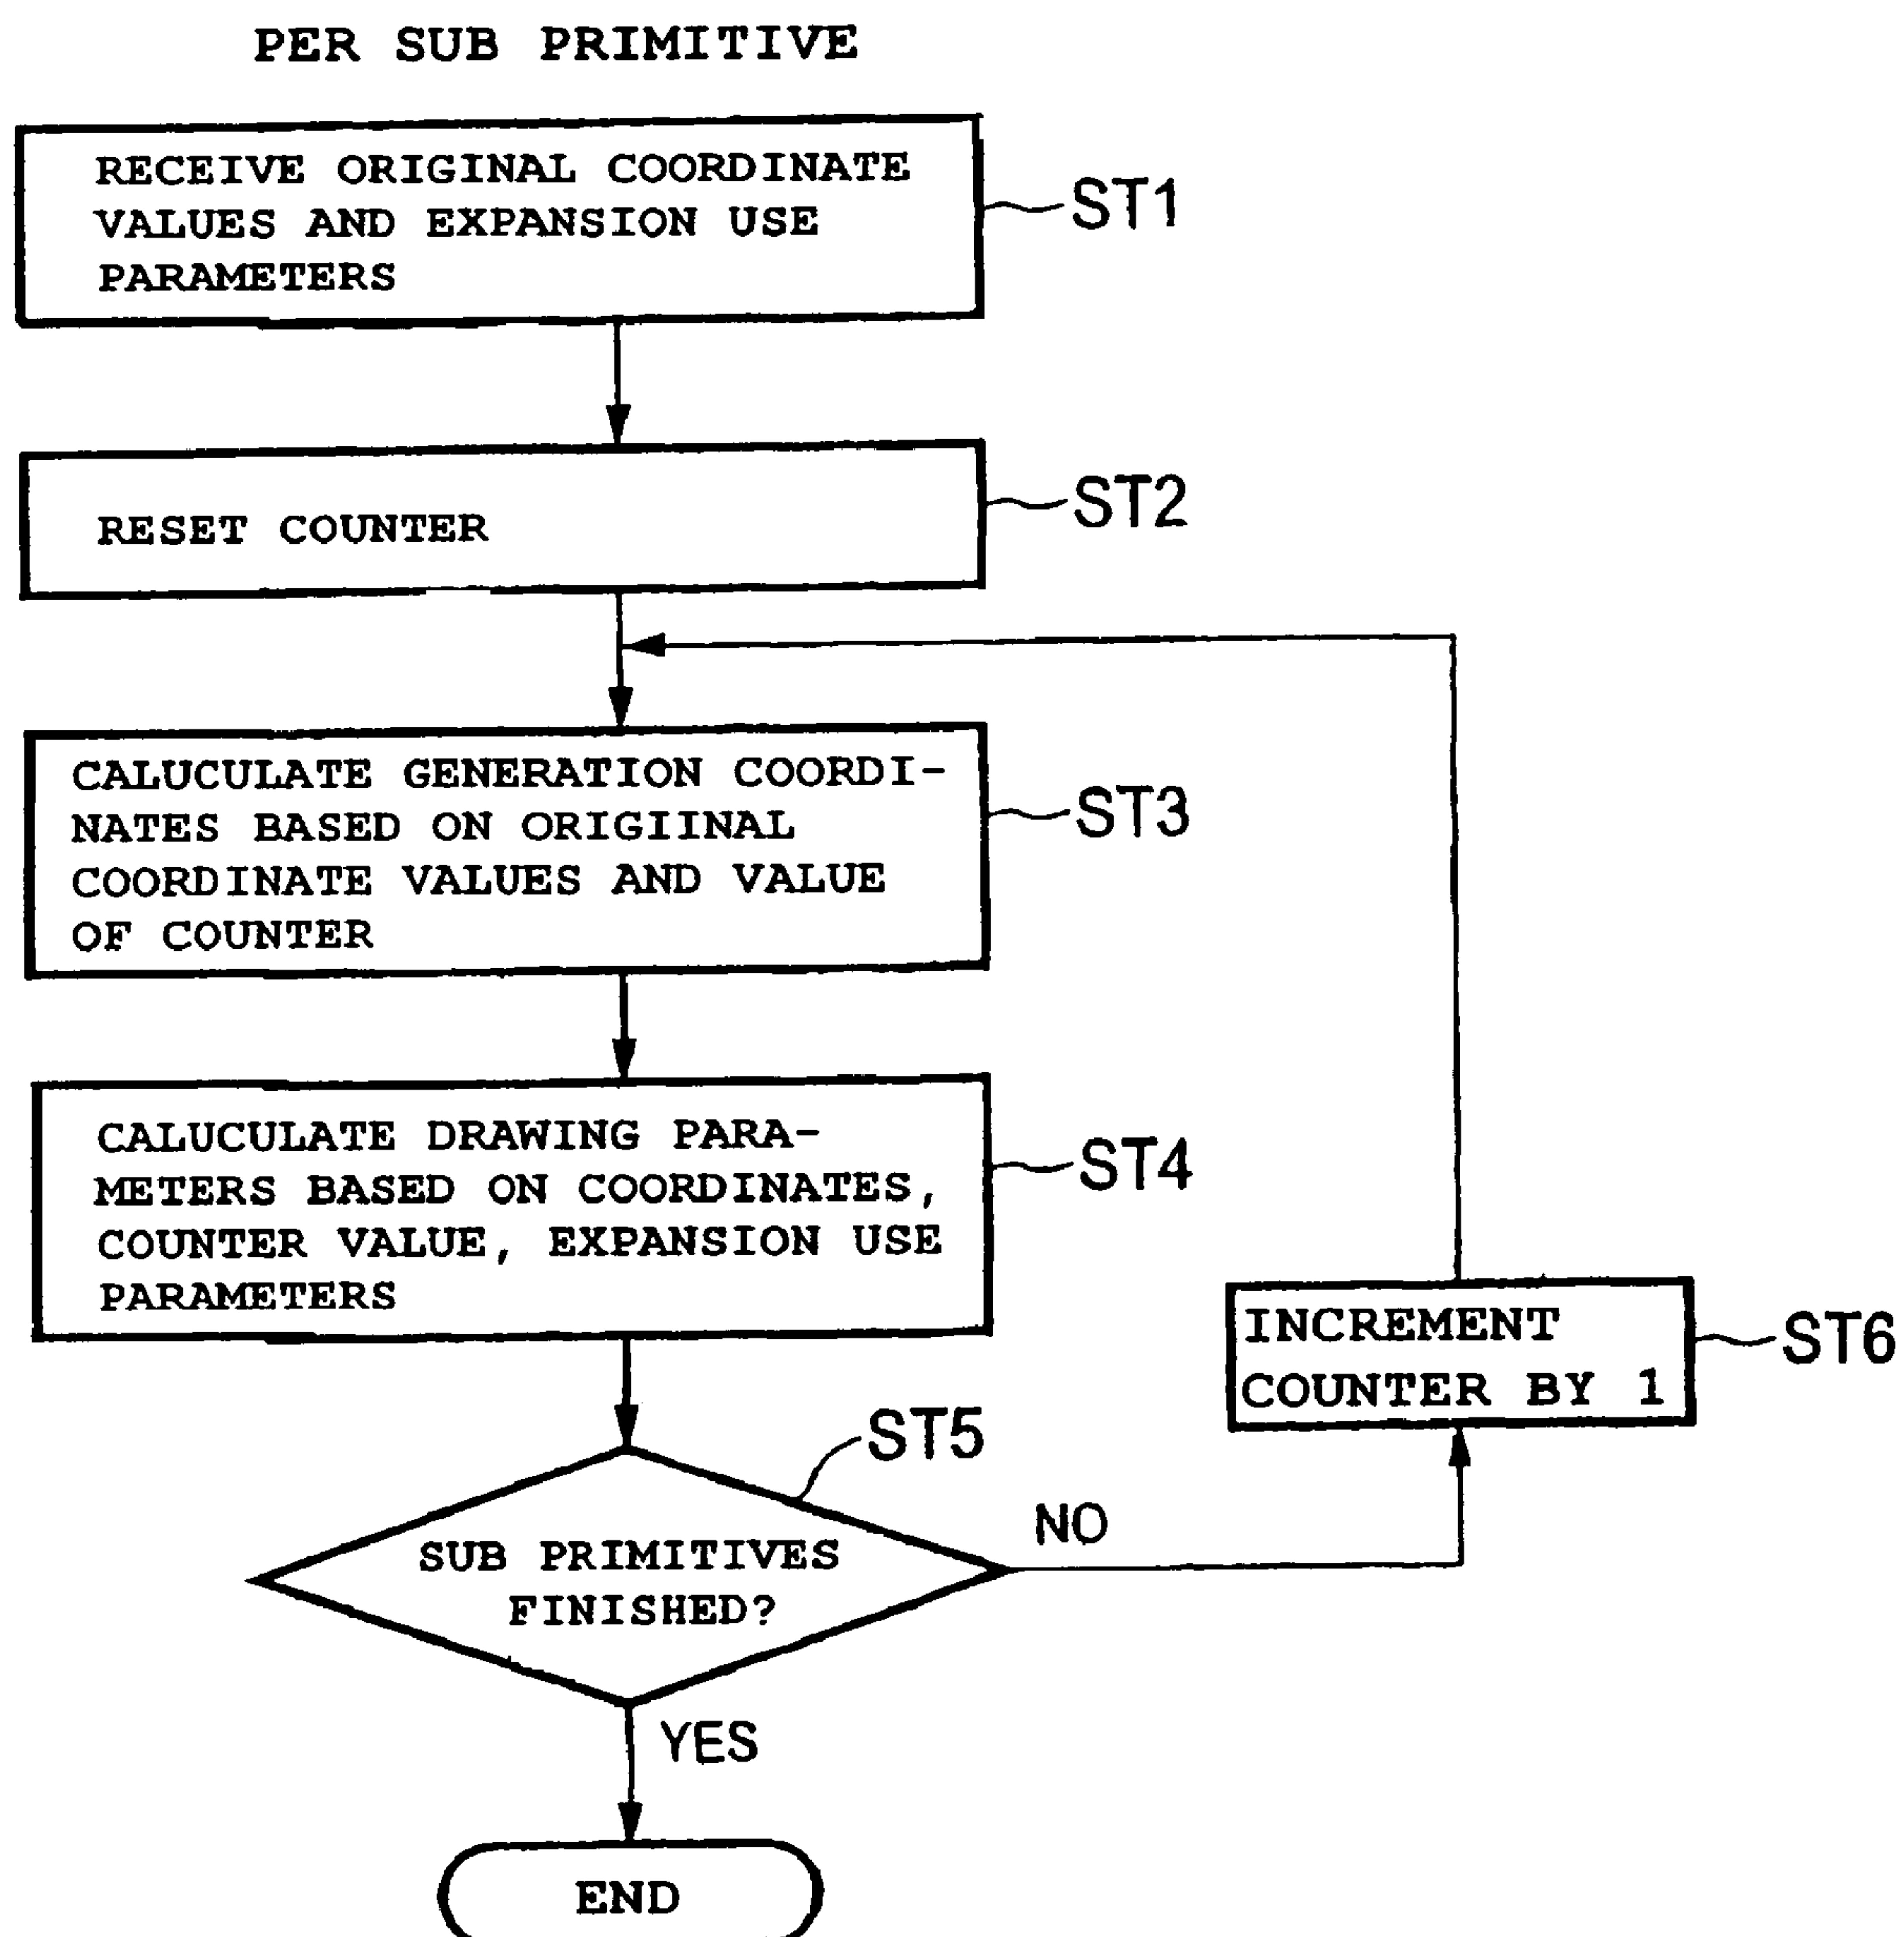 PER SUB PRIMITIVE
RECEIVE ORIGINAL COORDINATE
VALUES AND EXPANSION USE
PARAMETERS
ST1
RESET COUNTER
ST2
CALUCULATE GENERATION COORDI-
NATES BASED ON ORIGIINAL
COORDINATE VALUES AND VALUE
OF COUNTER
ST3
CALUCULATE DRAWING PARA-
METERS BASED ON COORDINATES,
COUNTER VALUE, EXPANSION USE
PARAMETERS
ST4
INCREMENT
COUNTER BY 1
ST6
ST5
SUB PRIMITIVES
FINISHED?
NO
YES
END